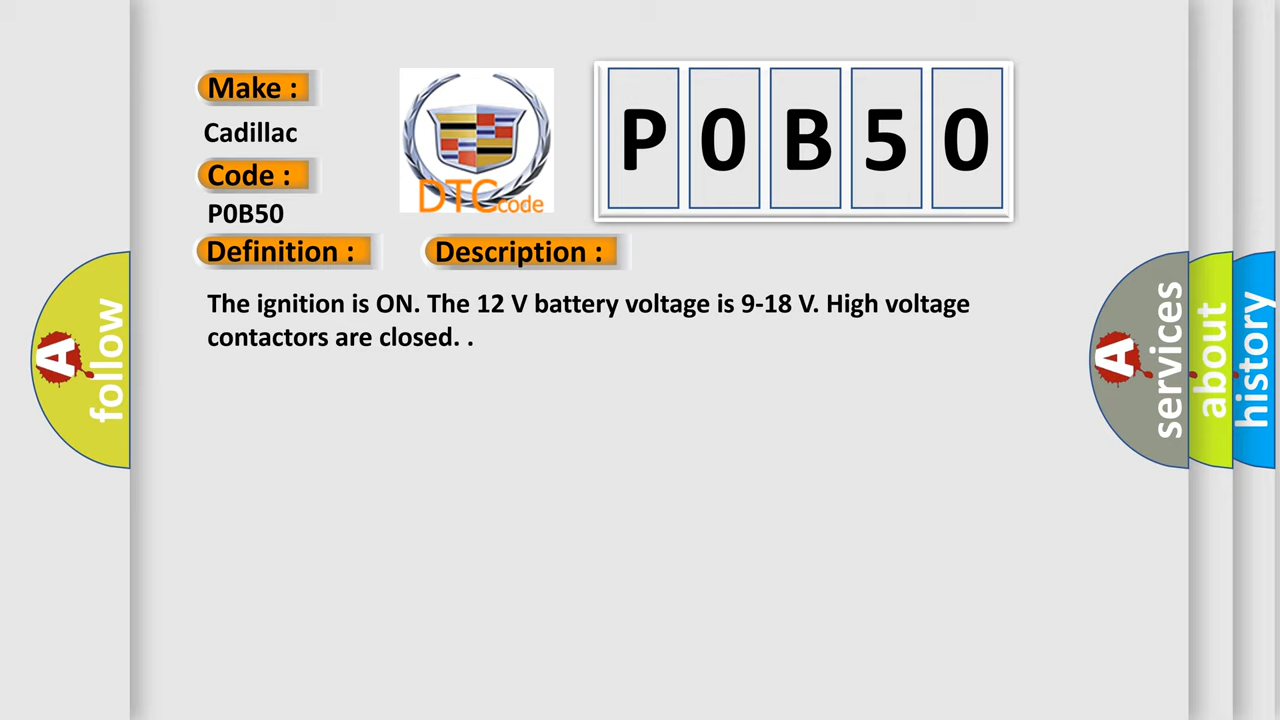 Make :
Cadillac
Code :
P0B50
Definition :
Description :
The ignition is ON. The 12 V battery voltage is 9-18 V. High voltage
contactors are closed. .
DTCcode
P 0 B 5 0
A follow
A services
about
history